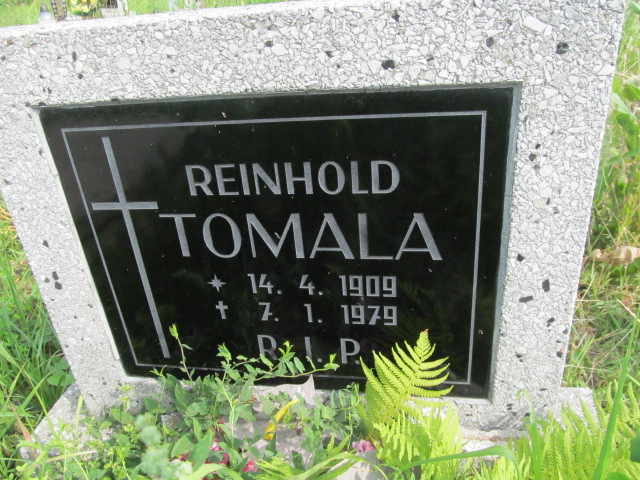 REINHOLD
TOMALA
* 14. 4. 1909
† 7. 1. 1979
R. I. P.